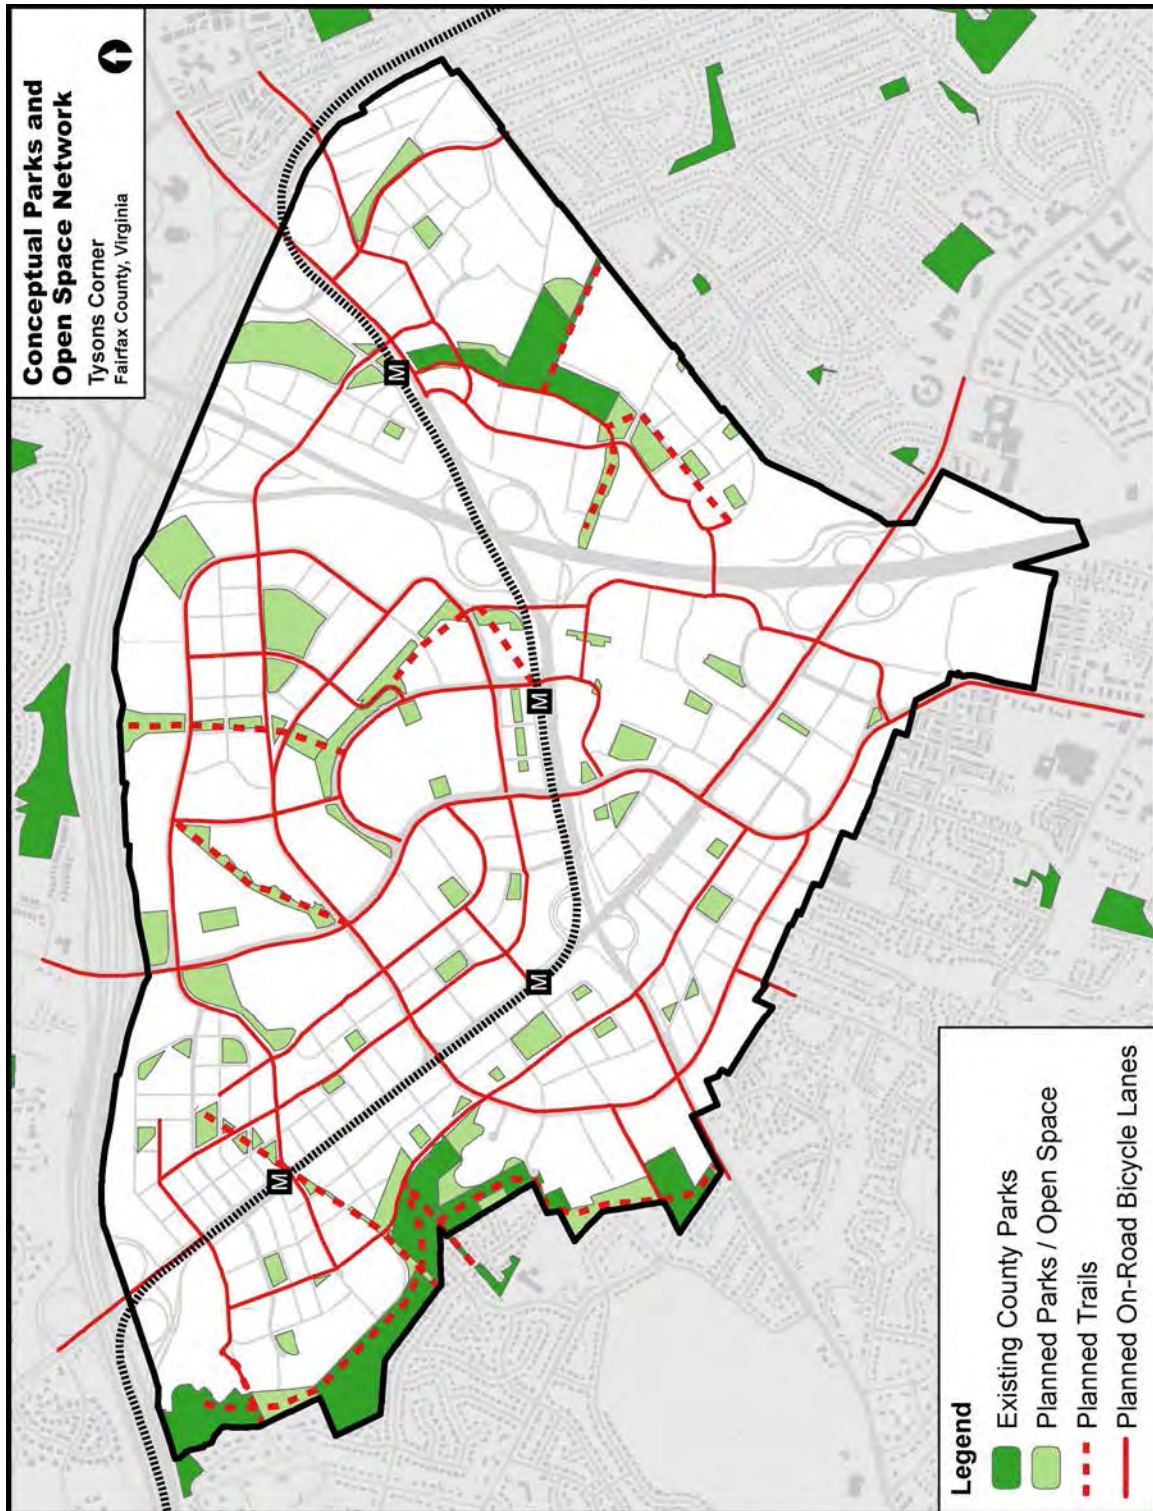 Conceptual Parks and
Open Space Network
Tysons Corner
Fairfax County, Virginia
M
M
M
M
Legend
Existing County Parks
Planned Parks / Open Space
Planned Trails
Planned On-Road Bicycle Lanes